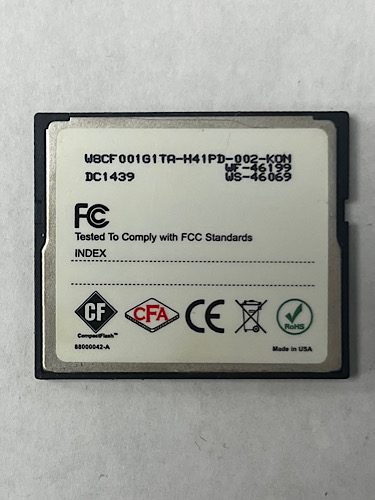 W8CF001G1TA-H41PD-002-KON
WF-46199
DC1439 WS-46069
FC
Tested To Comply with FCC Standards
INDEX
CF CFA CE RoHS
CompactFlash™
88000042-A Made in USA